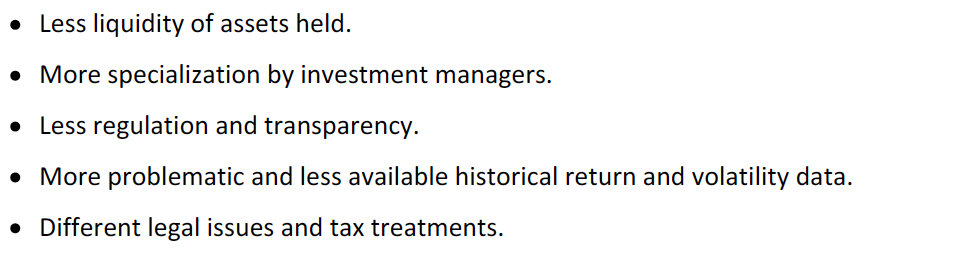 • Less liquidity of assets held.
• More specialization by investment managers.
• Less regulation and transparency.
• More problematic and less available historical return and volatility data.
• Different legal issues and tax treatments.